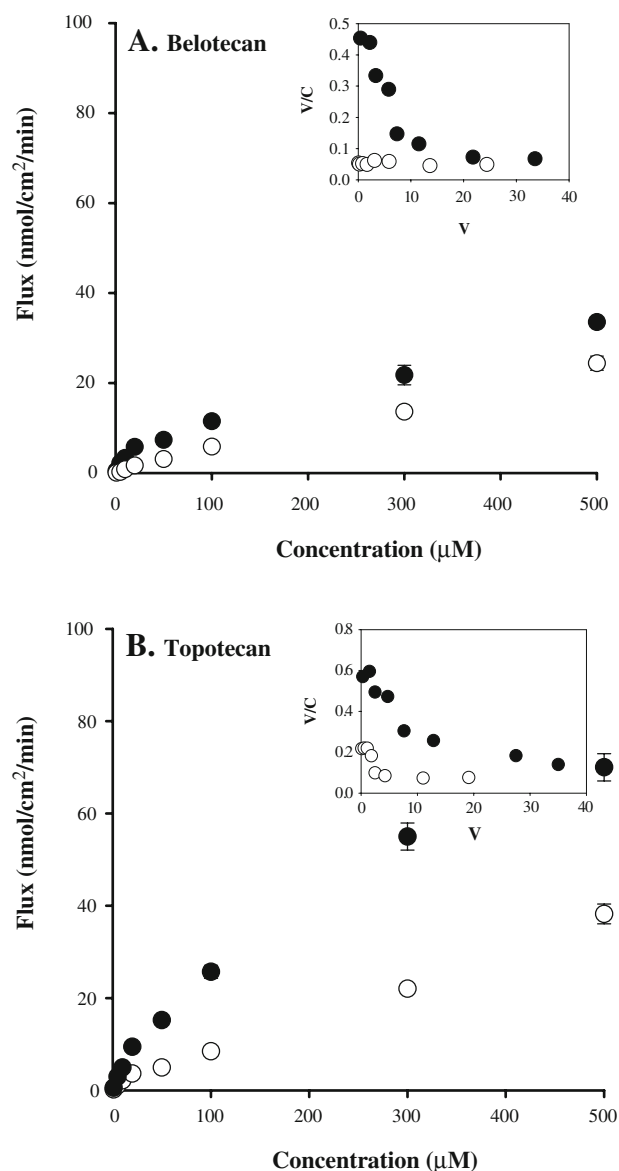 A. Belotecan
Flux (nmol/cm²/min)
100
80
60
40
20
0
0 100 200 300 400 500
Concentration (µM)
V/C
0.5
0.4
0.3
0.2
0.1
0.0
0 10 20 30 40
V
B. Topotecan
Flux (nmol/cm²/min)
100
80
60
40
20
0
0 100 200 300 400 500
Concentration (µM)
V/C
0.8
0.6
0.4
0.2
0.0
0 10 20 30 40
V